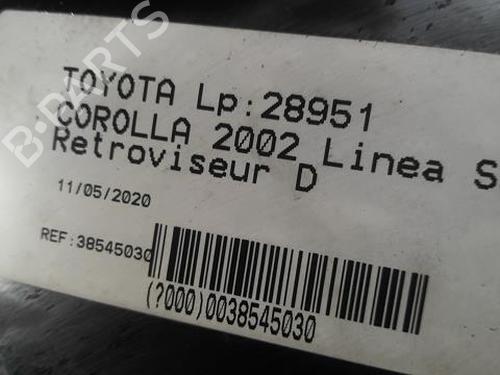 B-PARTS
TOYOTA Lp:28951
COROLLA 2002 Linea S
Retroviseur D
11/05/2020
REF:38545030
(?000)0038545030